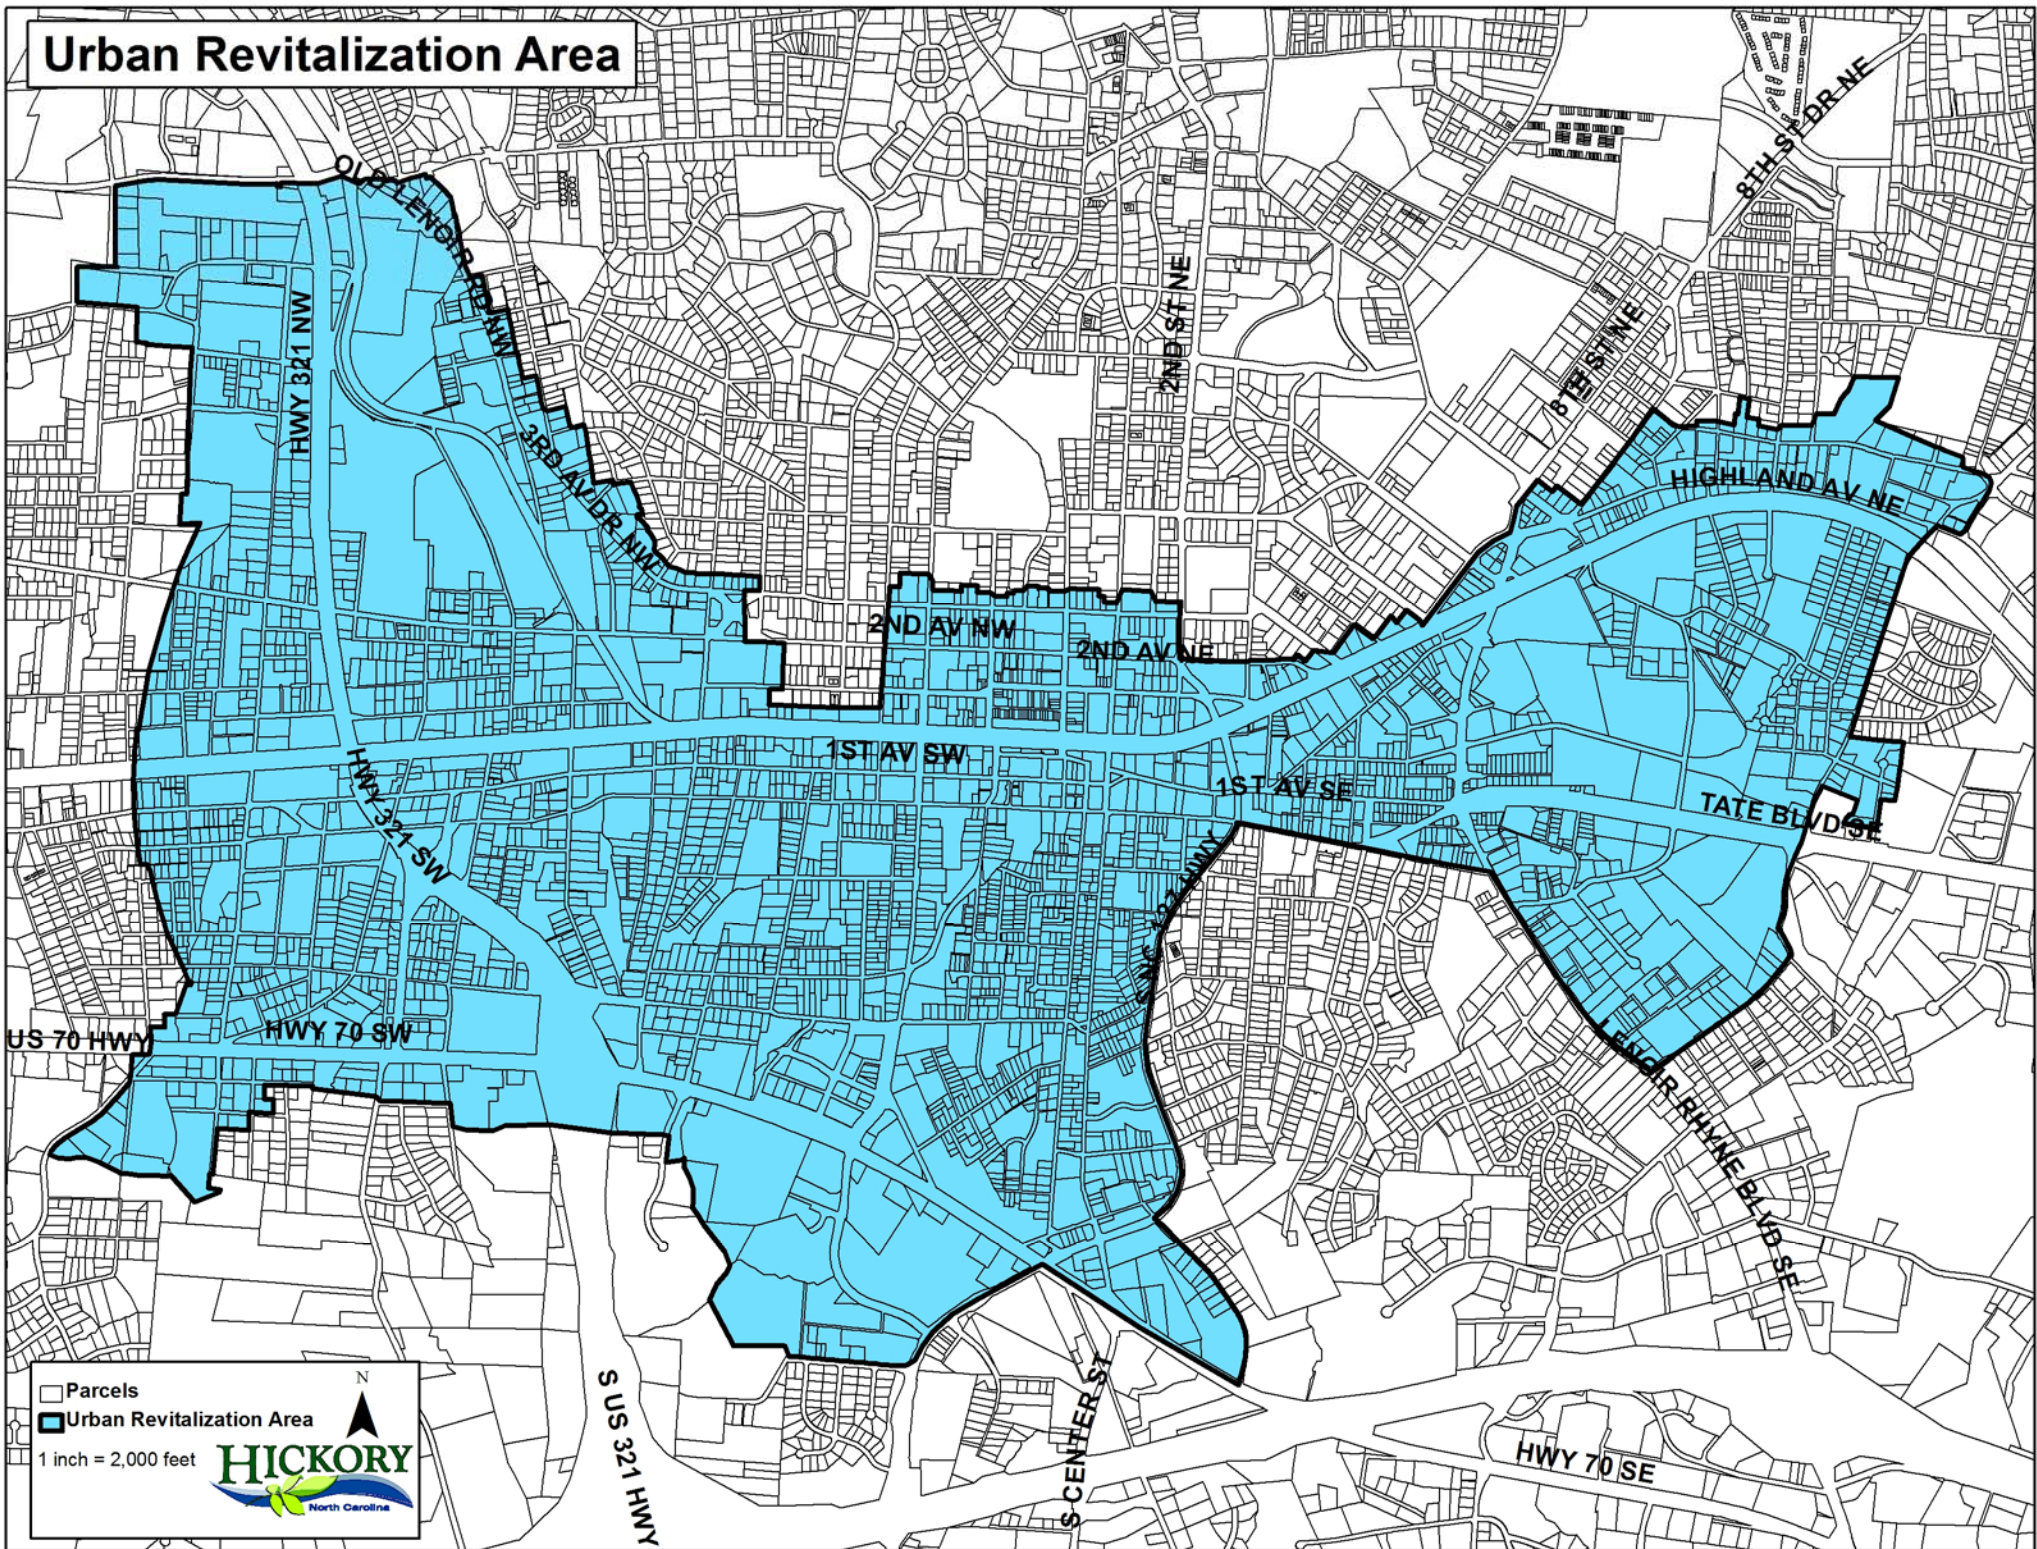 Urban Revitalization Area
8TH ST DR NE
OLD LENOIR RD NW
2ND ST NE
HWY 321 NW
8TH ST NE
3RD AV DR NW
HIGHLAND AV NE
2ND AV NW
2ND AV NE
1ST AV SW
1ST AV SE
HWY 321 SW
TATE BLVD SE
S NC 127 HWY
US 70 HWY
HWY 70 SW
LENOIR RHYNE BLVD SE
S US 321 HWY
S CENTER ST
HWY 70 SE
N
Parcels
Urban Revitalization Area
1 inch = 2,000 feet
HICKORY
North Carolina